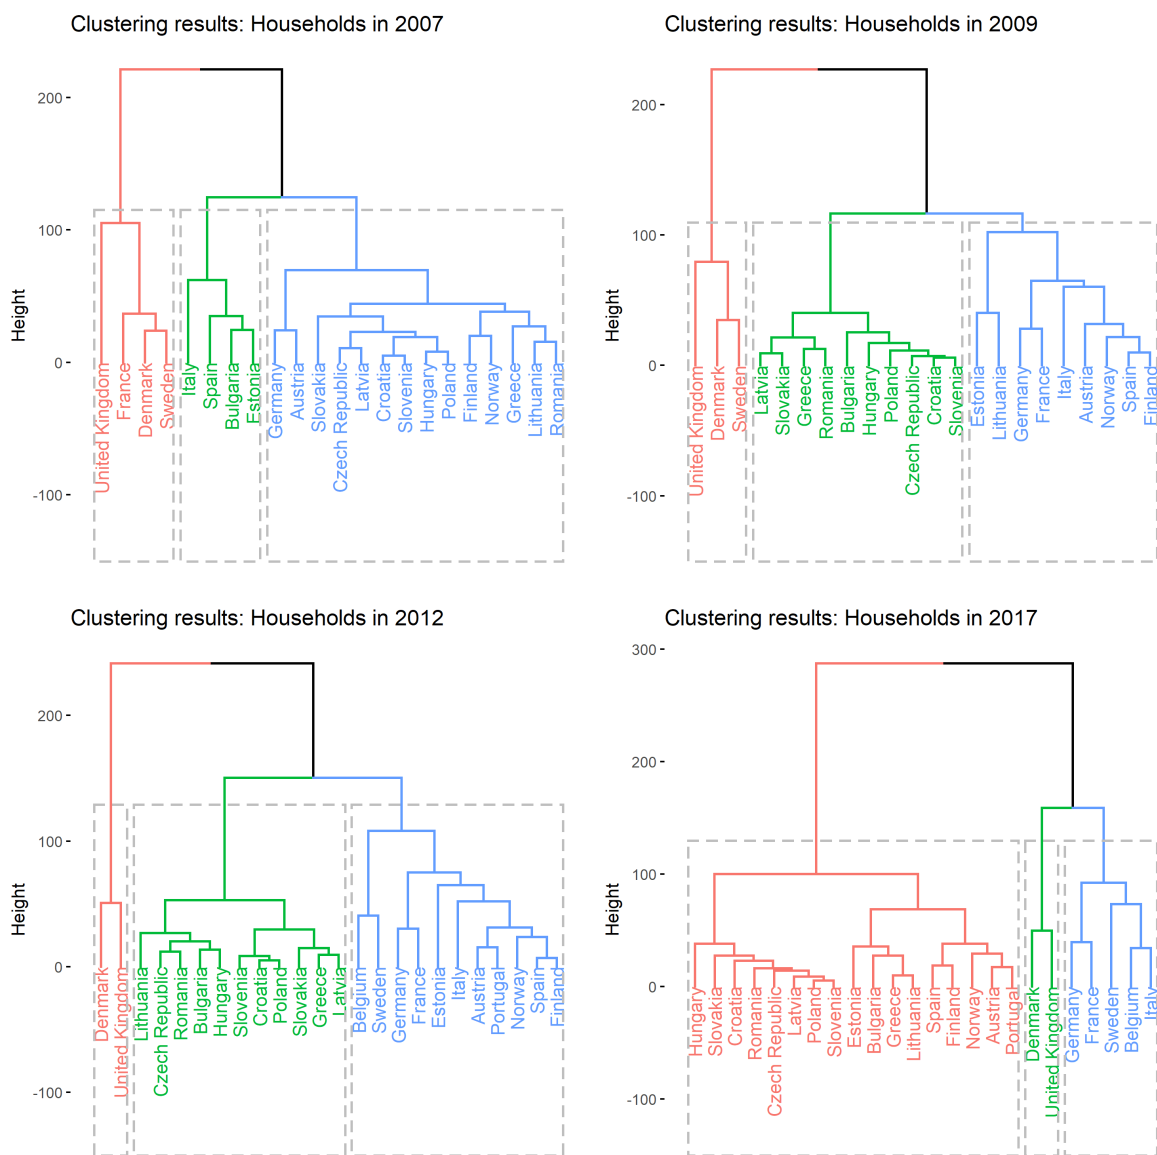 Clustering results: Households in 2007
Height
200
100
0
-100
United Kingdom
France
Denmark
Sweden
Italy
Spain
Bulgaria
Estonia
Germany
Austria
Slovakia
Czech Republic
Latvia
Croatia
Slovenia
Hungary
Poland
Finland
Norway
Greece
Lithuania
Romania
Clustering results: Households in 2009
Height
200
100
0
-100
United Kingdom
Denmark
Sweden
Latvia
Slovakia
Greece
Romania
Bulgaria
Hungary
Poland
Czech Republic
Croatia
Slovenia
Estonia
Lithuania
Germany
France
Italy
Austria
Norway
Spain
Finland
Clustering results: Households in 2012
Height
200
100
0
-100
Denmark
United Kingdom
Lithuania
Czech Republic
Romania
Bulgaria
Hungary
Slovenia
Croatia
Poland
Slovakia
Greece
Latvia
Belgium
Sweden
Germany
France
Estonia
Italy
Austria
Portugal
Norway
Spain
Finland
Clustering results: Households in 2017
Height
300
200
100
0
-100
Hungary
Slovakia
Croatia
Romania
Czech Republic
Latvia
Poland
Slovenia
Estonia
Bulgaria
Greece
Lithuania
Spain
Finland
Norway
Austria
Portugal
Denmark
United Kingdom
Germany
France
Sweden
Belgium
Italy